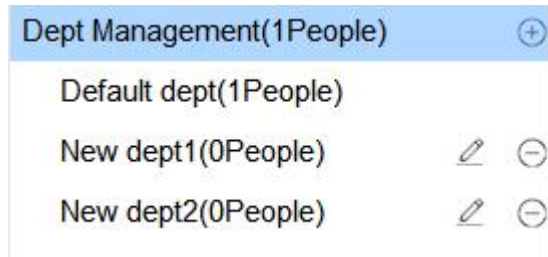 Dept Management(1People)
Default dept(1People)
New dept1(0People)
New dept2(0People)